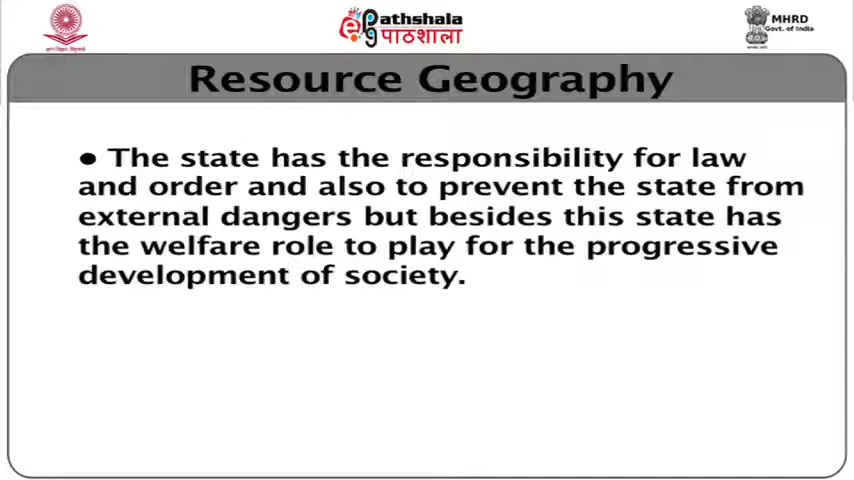 ePathshala
पाठशाला
MHRD
Govt. of India
Resource Geography
● The state has the responsibility for law
and order and also to prevent the state from
external dangers but besides this state has
the welfare role to play for the progressive
development of society.